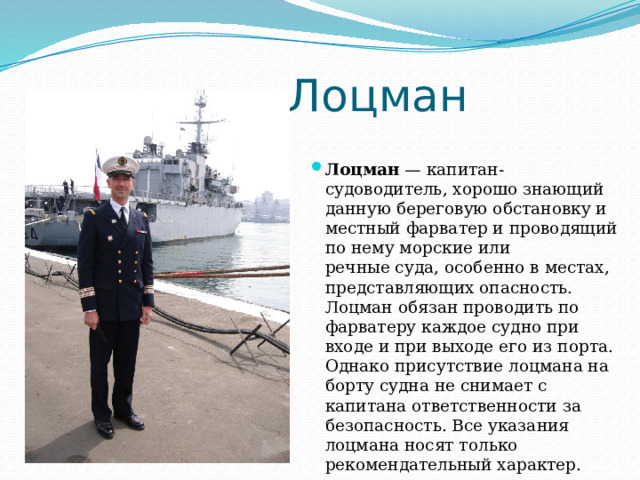 Лоцман
Лоцман — капитан-
судоводитель, хорошо знающий
данную береговую обстановку и
местный фарватер и проводящий
по нему морские или
речные суда, особенно в местах,
представляющих опасность.
Лоцман обязан проводить по
фарватеру каждое судно при
входе и при выходе его из порта.
Однако присутствие лоцмана на
борту судна не снимает с
капитана ответственности за
безопасность. Все указания
лоцмана носят только
рекомендательный характер.